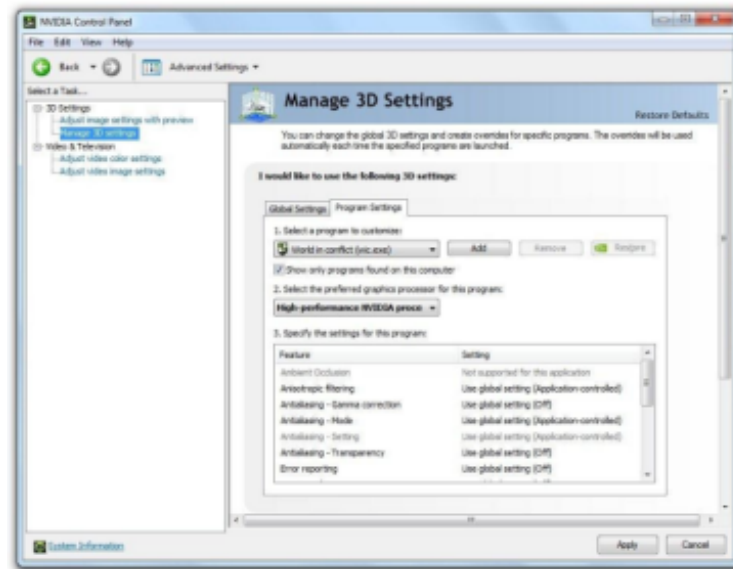 NVIDIA Control Panel
File Edit View Help
Back Advanced Settings
Select a Task...
3D Settings
Adjust image settings with preview
Manage 3D settings
Video & Television
Adjust video color settings
Adjust video image settings
Manage 3D Settings
Restore Defaults
You can change the global 3D settings and create overrides for specific programs. The overrides will be used
automatically each time the specified programs are launched.
I would like to use the following 3D settings:
Global Settings Program Settings
1. Select a program to customize:
World in conflict (wic.exe) Add Remove Restore
Show only programs found on this computer
2. Select the preferred graphics processor for this program:
High-performance NVIDIA proce
3. Specify the settings for this program:
Feature Setting
Ambient Occlusion Not supported for this application
Anisotropic filtering Use global setting (Application-controlled)
Antialiasing - Gamma correction Use global setting (Off)
Antialiasing - Mode Use global setting (Application-controlled)
Antialiasing - Setting Use global setting (Application-controlled)
Antialiasing - Transparency Use global setting (Off)
Error reporting Use global setting (Off)
System Information Apply Cancel